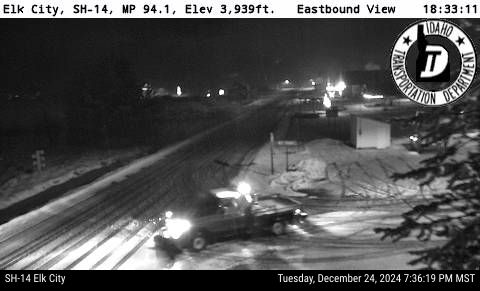 Elk City, SH-14, MP 94.1, Elev 3,939ft.   Eastbound View   18:33:11
IDAHO
TRANSPORTATION DEPARTMENT
SH-14 Elk City
Tuesday, December 24, 2024 7:36:19 PM MST